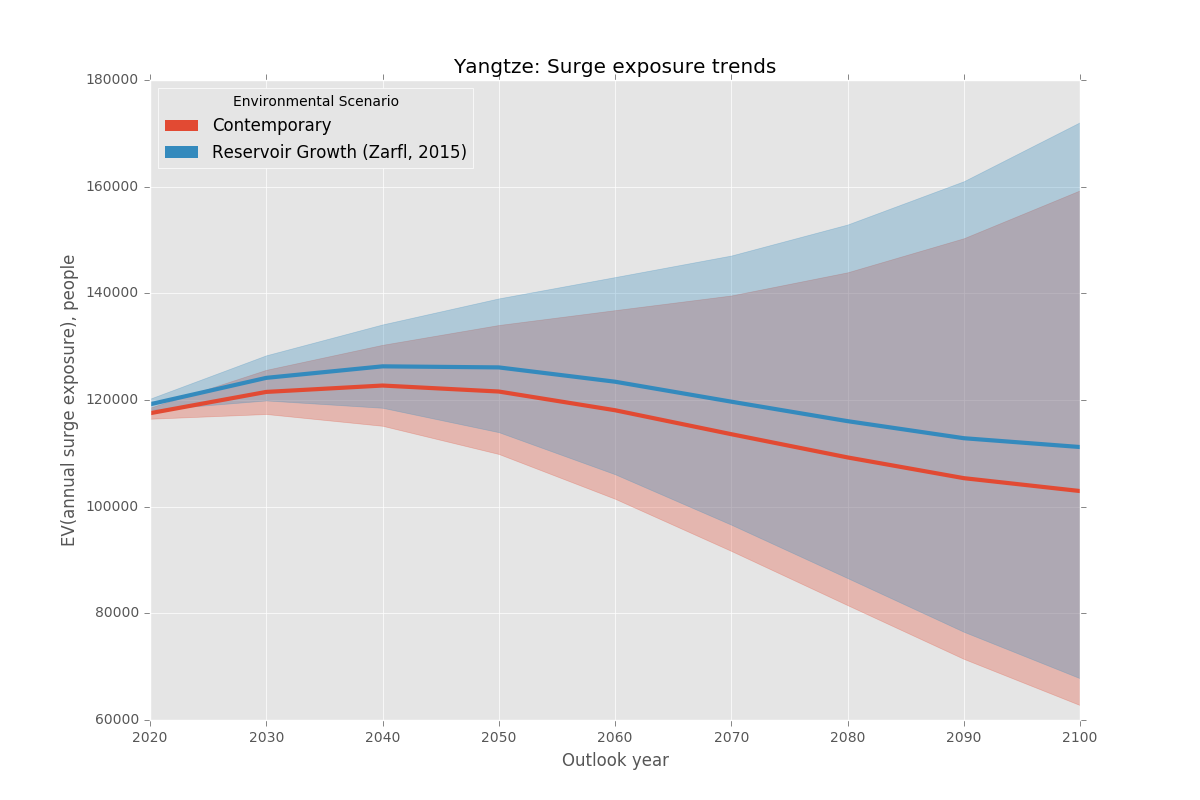 Yangtze: Surge exposure trends
Environmental Scenario
Contemporary
Reservoir Growth (Zarfl, 2015)
EV(annual surge exposure), people
180000
160000
140000
120000
100000
80000
60000
2020 2030 2040 2050 2060 2070 2080 2090 2100
Outlook year